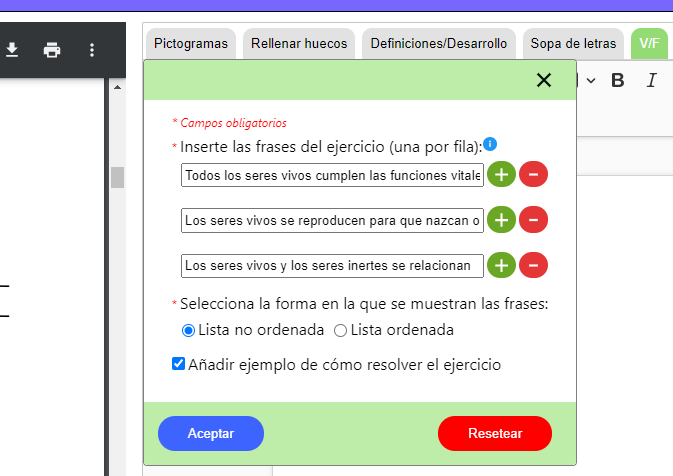 Pictogramas Rellenar huecos Definiciones/Desarrollo Sopa de letras V/F
B I
* Campos obligatorios
* Inserte las frases del ejercicio (una por fila):
Todos los seres vivos cumplen las funciones vitale
Los seres vivos se reproducen para que nazcan o
Los seres vivos y los seres inertes se relacionan
* Selecciona la forma en la que se muestran las frases:
Lista no ordenada Lista ordenada
Añadir ejemplo de cómo resolver el ejercicio
Aceptar Resetear